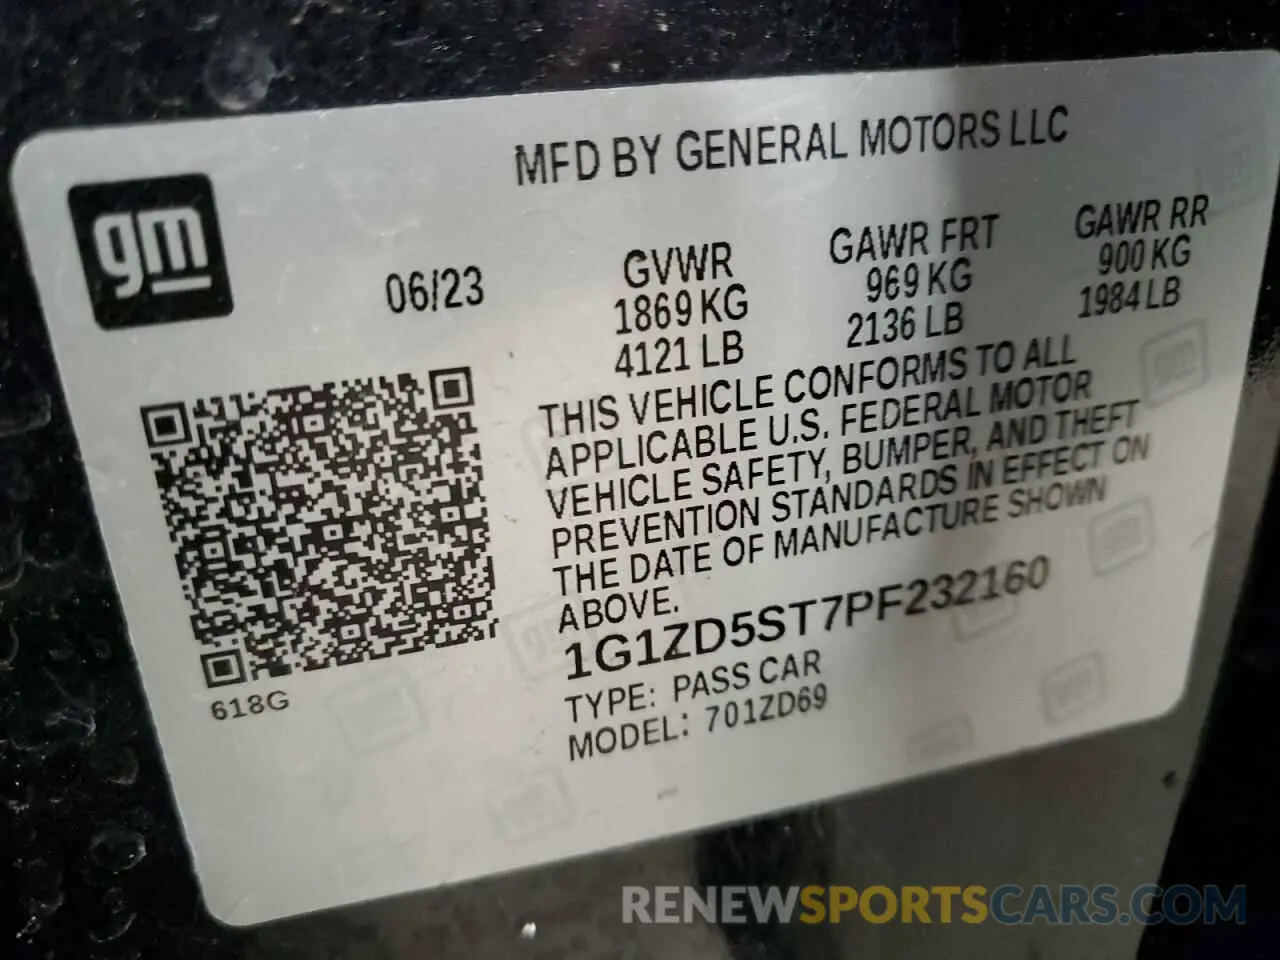 MFD BY GENERAL MOTORS LLC
gm
06/23
GVWR
1869 KG
4121 LB
GAWR FRT
969 KG
2136 LB
GAWR RR
900 KG
1984 LB
THIS VEHICLE CONFORMS TO ALL
APPLICABLE U.S. FEDERAL MOTOR
VEHICLE SAFETY, BUMPER, AND THEFT
PREVENTION STANDARDS IN EFFECT ON
THE DATE OF MANUFACTURE SHOWN
ABOVE.
1G1ZD5ST7PF232160
TYPE: PASS CAR
MODEL: 701ZD69
618G
RENEWSPORTSCARS.COM